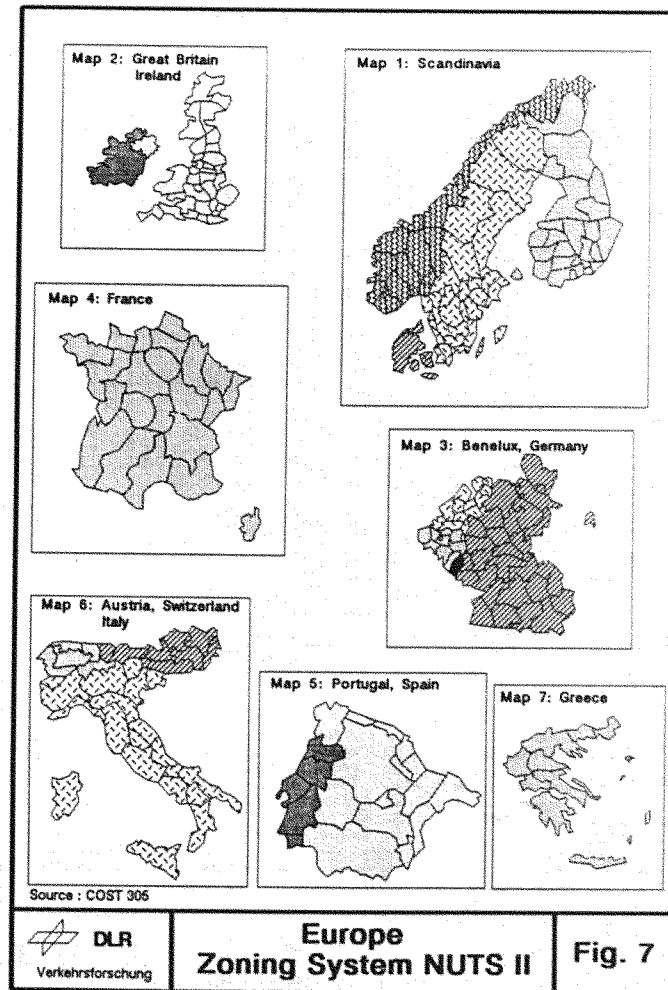 Map 2: Great Britain
Ireland
Map 1: Scandinavia
Map 4: France
Map 3: Benelux, Germany
Map 6: Austria, Switzerland
Italy
Map 5: Portugal, Spain
Map 7: Greece
Source : COST 305
DLR
Verkehrsforschung
Europe
Zoning System NUTS II
Fig. 7